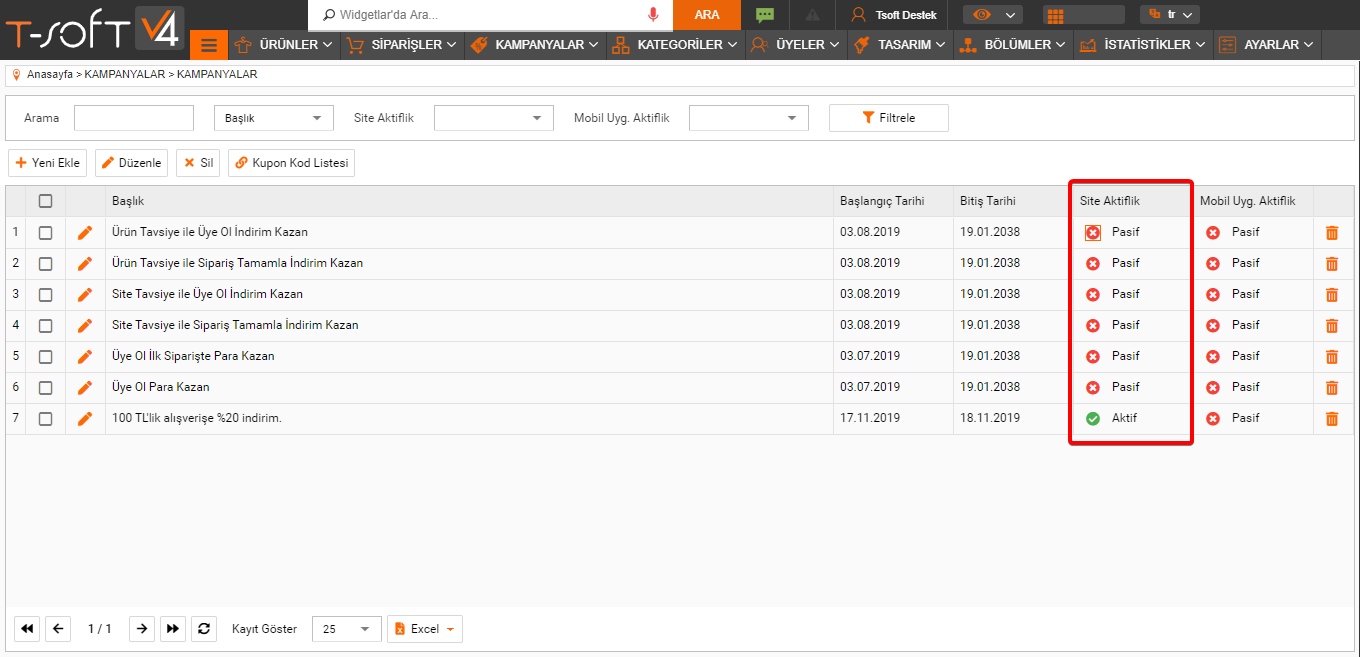 T-SOFT V4
Widgetlar'da Ara...
ARA
Tsoft Destek
tr
ÜRÜNLER
SİPARİŞLER
KAMPANYALAR
KATEGORİLER
ÜYELER
TASARIM
BÖLÜMLER
İSTATİSTİKLER
AYARLAR
Anasayfa > KAMPANYALAR > KAMPANYALAR
Arama
Başlık
Site Aktiflik
Mobil Uyg. Aktiflik
Filtrele
Yeni Ekle
Düzenle
Sil
Kupon Kod Listesi
Başlık Başlangıç Tarihi Bitiş Tarihi Site Aktiflik Mobil Uyg. Aktiflik
1 Ürün Tavsiye ile Üye Ol İndirim Kazan 03.08.2019 19.01.2038 Pasif Pasif
2 Ürün Tavsiye ile Sipariş Tamamla İndirim Kazan 03.08.2019 19.01.2038 Pasif Pasif
3 Site Tavsiye ile Üye Ol İndirim Kazan 03.08.2019 19.01.2038 Pasif Pasif
4 Site Tavsiye ile Sipariş Tamamla İndirim Kazan 03.08.2019 19.01.2038 Pasif Pasif
5 Üye Ol İlk Siparişte Para Kazan 03.07.2019 19.01.2038 Pasif Pasif
6 Üye Ol Para Kazan 03.07.2019 19.01.2038 Pasif Pasif
7 100 TL'lik alışverişe %20 indirim. 17.11.2019 18.11.2019 Aktif Pasif
1 / 1
Kayıt Göster
25
Excel